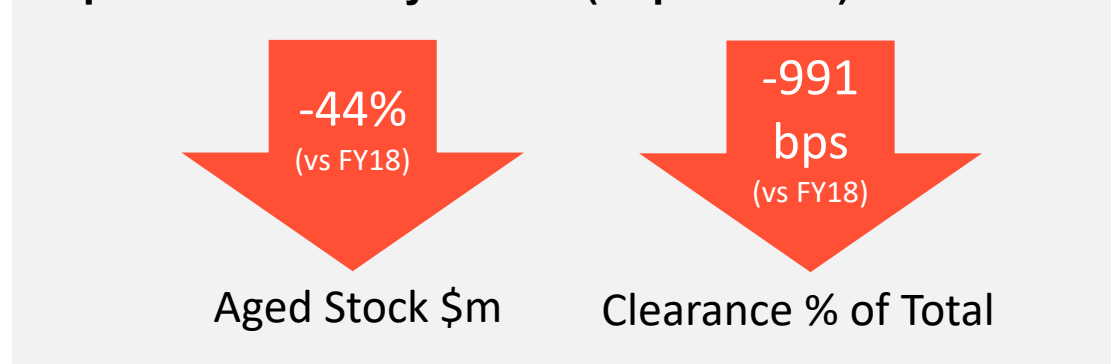 -44%
(vs FY18)
-991
bps
(vs FY18)
Aged Stock $m
Clearance % of Total